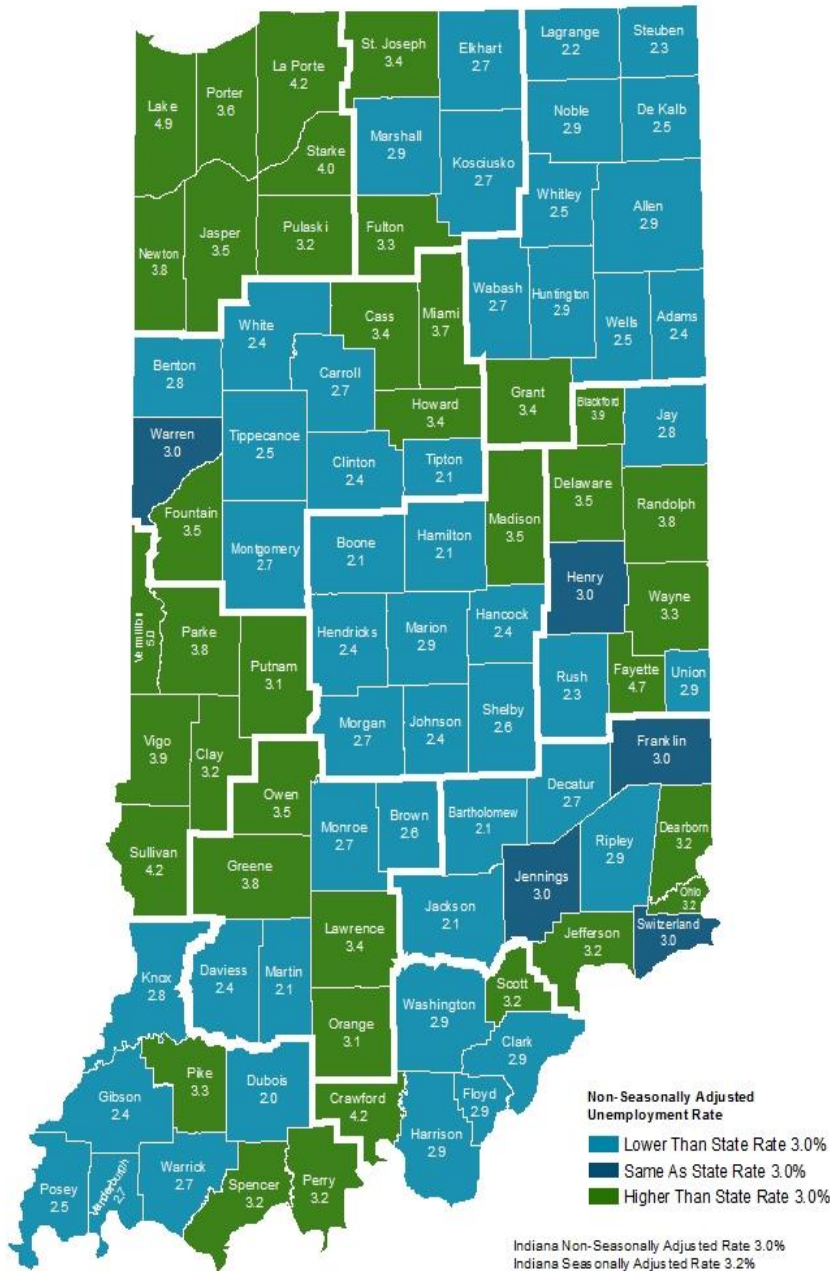 Lake
4.9
Porter
3.6
La Porte
4.2
St. Joseph
3.4
Elkhart
2.7
Lagrange
2.2
Steuben
2.3
Starke
4.0
Marshall
2.9
Kosciusko
2.7
Noble
2.9
De Kalb
2.5
Whitley
2.5
Allen
2.9
Newton
3.8
Jasper
3.5
Pulaski
3.2
Fulton
3.3
White
2.4
Cass
3.4
Miami
3.7
Wabash
2.7
Huntington
2.9
Wells
2.5
Adams
2.4
Benton
2.8
Carroll
2.7
Howard
3.4
Grant
3.4
Blackford
3.9
Jay
2.8
Warren
3.0
Tippecanoe
2.5
Clinton
2.4
Tipton
2.1
Madison
3.5
Delaware
3.5
Randolph
3.8
Fountain
3.5
Montgomery
2.7
Boone
2.1
Hamilton
2.1
Henry
3.0
Wayne
3.3
Vermillion
5.0
Parke
3.8
Putnam
3.1
Hendricks
2.4
Marion
2.9
Hancock
2.4
Rush
2.3
Fayette
4.7
Union
2.9
Vigo
3.9
Clay
3.2
Morgan
2.7
Johnson
2.4
Shelby
2.6
Franklin
3.0
Owen
3.5
Monroe
2.7
Brown
2.6
Bartholomew
2.1
Decatur
2.7
Ripley
2.9
Dearborn
3.2
Ohio
3.2
Sullivan
4.2
Greene
3.8
Jackson
2.1
Jennings
3.0
Switzerland
3.0
Lawrence
3.4
Jefferson
3.2
Knox
2.8
Daviess
2.4
Martin
2.1
Orange
3.1
Washington
2.9
Scott
3.2
Clark
2.9
Gibson
2.4
Pike
3.3
Dubois
2.0
Crawford
4.2
Floyd
2.9
Harrison
2.9
Posey
2.5
Vanderburgh
2.7
Warrick
2.7
Spencer
3.2
Perry
3.2
Non-Seasonally Adjusted
Unemployment Rate
Lower Than State Rate 3.0%
Same As State Rate 3.0%
Higher Than State Rate 3.0%
Indiana Non-Seasonally Adjusted Rate 3.0%
Indiana Seasonally Adjusted Rate 3.2%